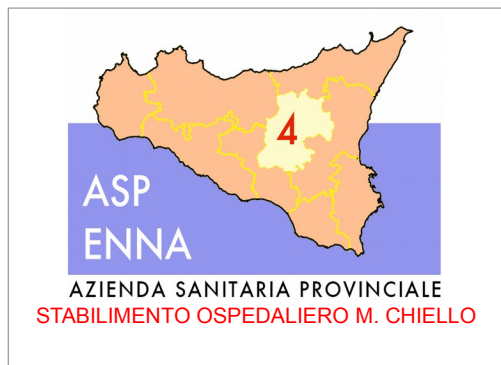 4
ASP
ENNA
AZIENDA SANITARIA PROVINCIALE
STABILIMENTO OSPEDALIERO M. CHIELLO